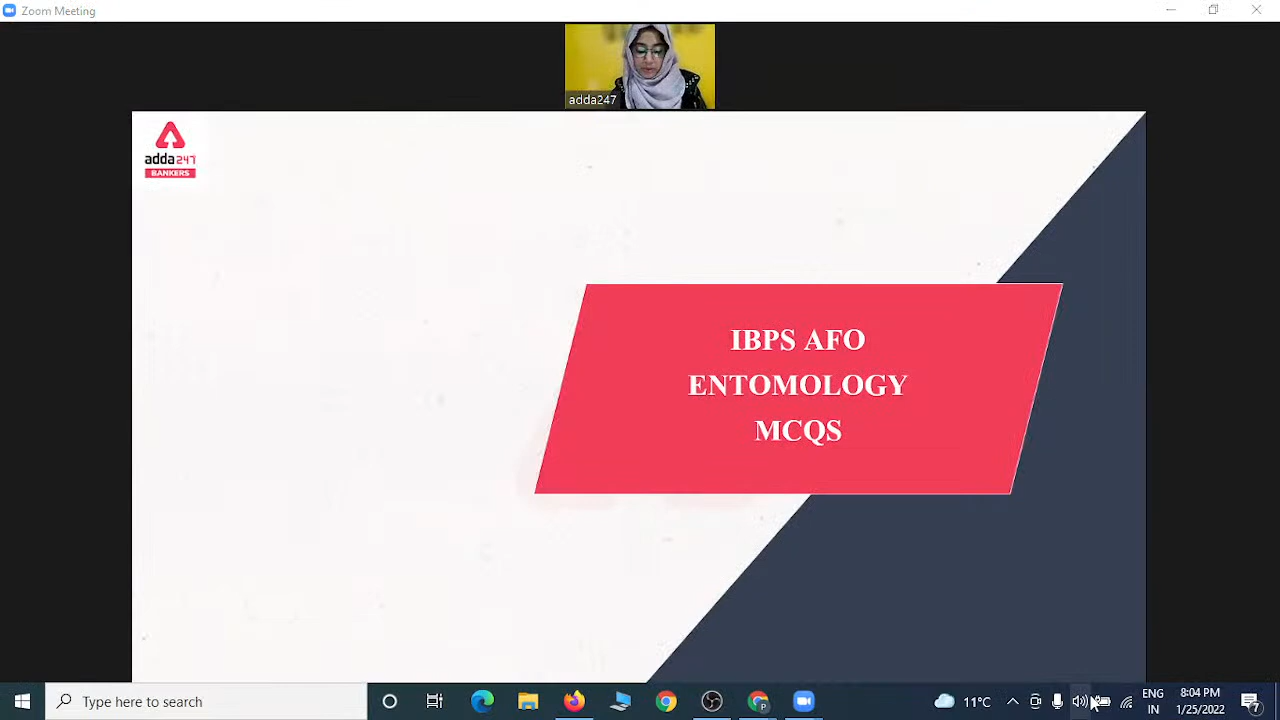 Zoom Meeting
adda247
adda247
BANKERS
IBPS AFO
ENTOMOLOGY
MCQS
Type here to search
11°C
ENG
IN
8:04 PM
1/25/2022
7